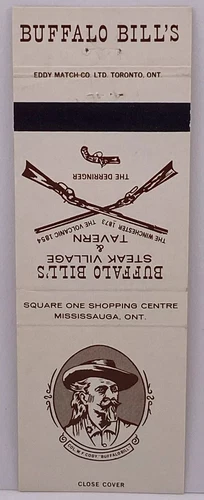 BUFFALO BILL'S
EDDY MATCH-CO LTD. TORONTO, ONT.
THE DERRINGER
THE WINCHESTER 1873
THE VOLCANIC 1854
BUFFALO BILL'S
STEAK VILLAGE
&
TAVERN
SQUARE ONE SHOPPING CENTRE
MISSISSAUGA, ONT.
COL. W. F. CODY, "BUFFALO BILL"
CLOSE COVER